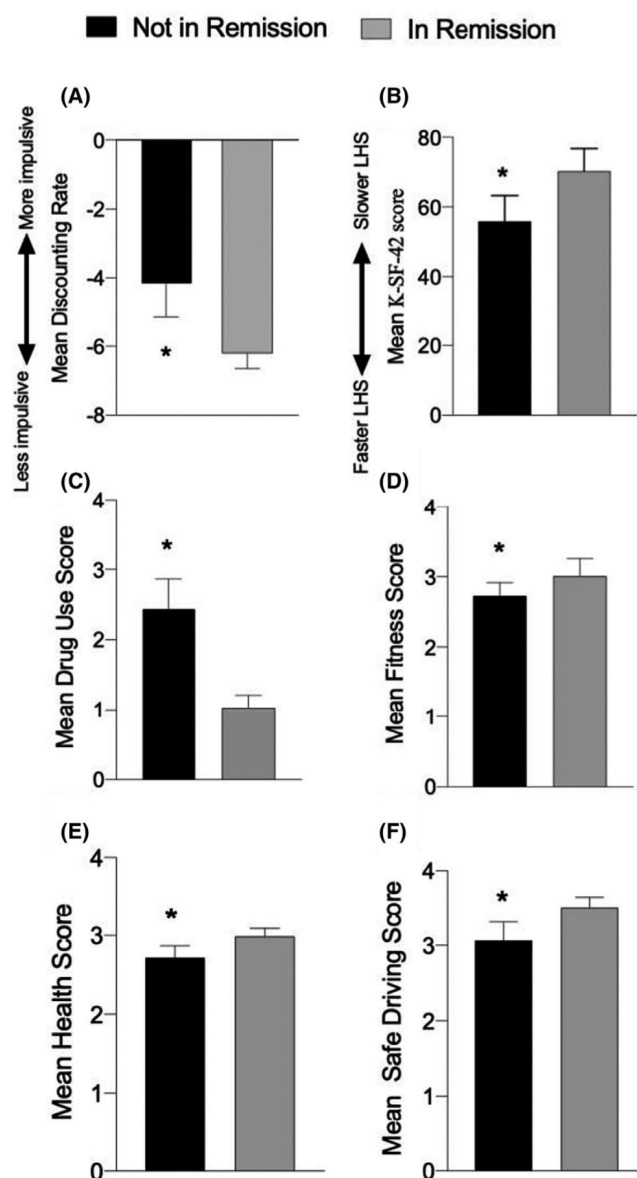 Not in Remission
In Remission
(A)
More impulsive
Less impulsive
Mean Discounting Rate
0
-2
-4
-6
-8
*
(B)
Slower LHS
Faster LHS
Mean K-SF-42 score
80
60
40
20
0
*
(C)
Mean Drug Use Score
4
3
2
1
0
*
(D)
Mean Fitness Score
4
3
2
1
0
*
(E)
Mean Health Score
4
3
2
1
0
*
(F)
Mean Safe Driving Score
4
3
2
1
0
*